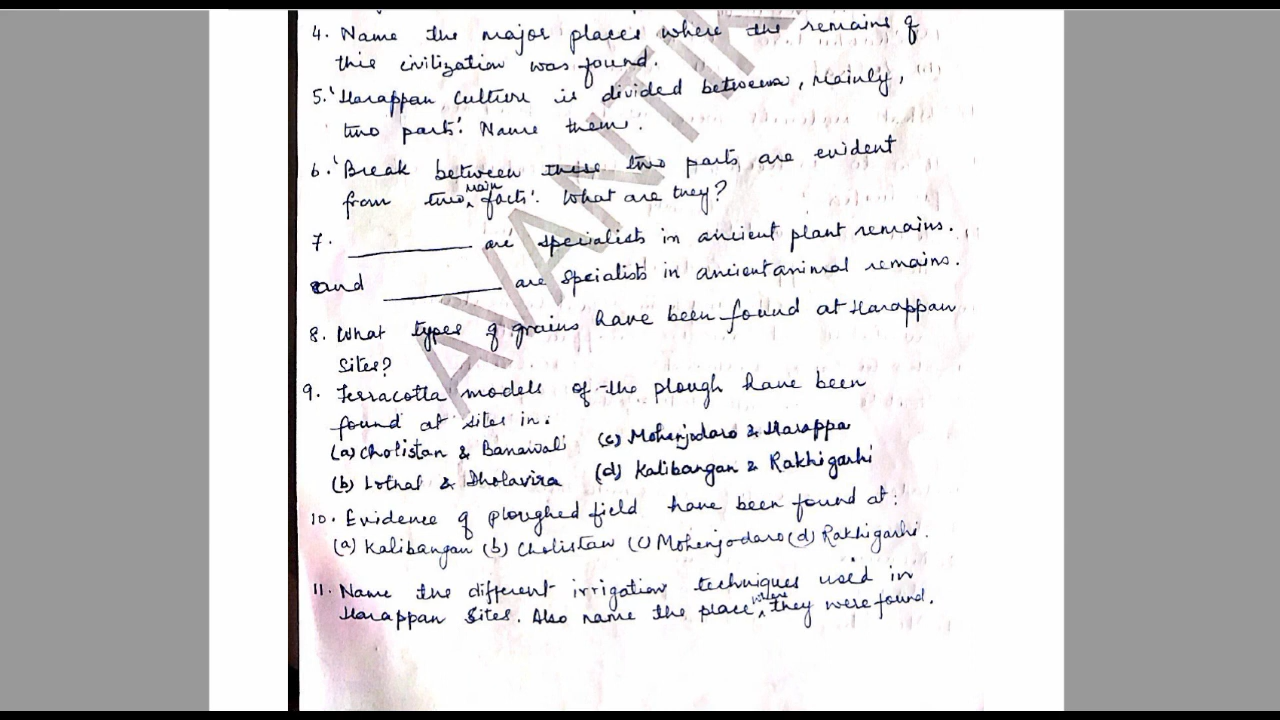 4. Name the major places where the remains of
this civilization was found.
5. 'Harappan Culture is divided between, mainly,
two parts'. Name them.
6. 'Break between these two parts are evident
from two main facts'. What are they?
7. __________ are specialists in ancient plant remains.
and __________ are spcialists in ancient animal remains.
8. What types of grains have been found at Harappan
Sites?
9. Terracotta models of the plough have been
found at sites in.
(a) Cholistan & Banawali (c) Mohenjodaro & Harappa
(b) Lothal & Dholavira (d) Kalibangan & Rakhigarhi
10. Evidence of ploughed field have been found at:
(a) Kalibangan (b) Cholistan (c) Mohenjodaro (d) Rakhigarhi.
11. Name the different irrigation techniques used in
Harappan Sites. Also name the place where they were found.
AVANTIK